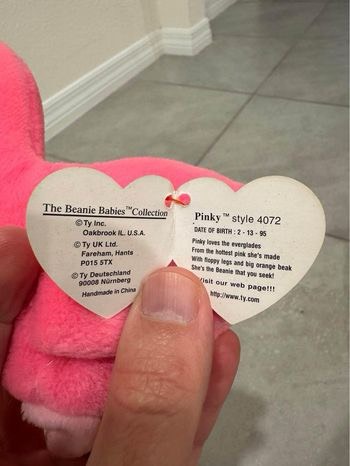 The Beanie Babies™Collection
© Ty Inc.
Oakbrook IL. U.S.A.
© Ty UK Ltd.
Fareham, Hants
P015 5TX
© Ty Deutschland
90008 Nürnberg
Handmade in China
Pinky™ style 4072
DATE OF BIRTH : 2 - 13 - 95
Pinky loves the everglades
From the hottest pink she's made
With floppy legs and big orange beak
She's the Beanie that you seek!
Visit our web page!!!
http://www.ty.com